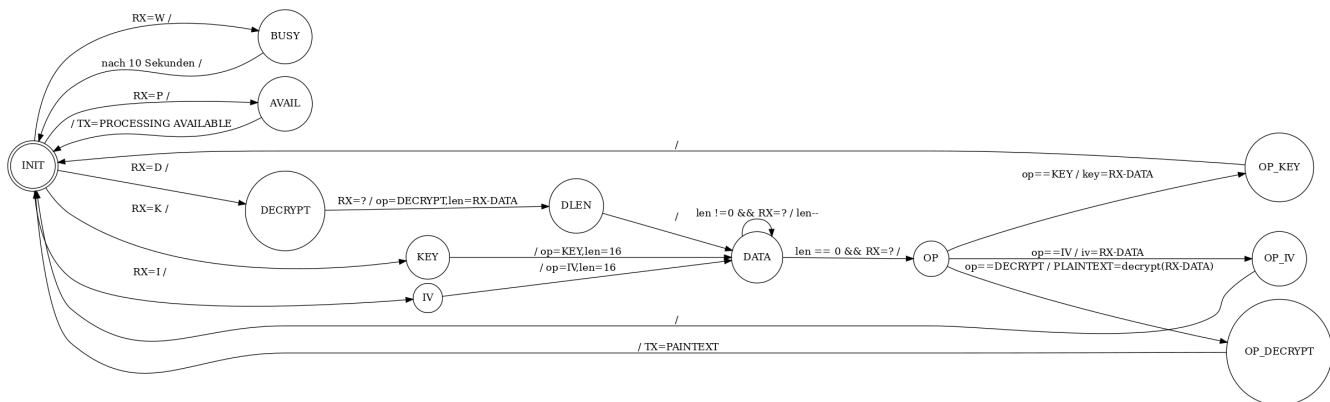 RX=W /
BUSY
nach 10 Sekunden /
RX=P /
AVAIL
/ TX=PROCESSING AVAILABLE
INIT
/
OP_KEY
RX=D /
op==KEY / key=RX-DATA
DECRYPT
RX=? / op=DECRYPT,len=RX-DATA
DLEN
RX=K /
/
len !=0 && RX=? / len--
KEY
/ op=KEY,len=16
DATA
len == 0 && RX=? /
OP
op==IV / iv=RX-DATA
OP_IV
op==DECRYPT / PLAINTEXT=decrypt(RX-DATA)
RX=I /
/ op=IV,len=16
IV
/
/ TX=PAINTEXT
OP_DECRYPT